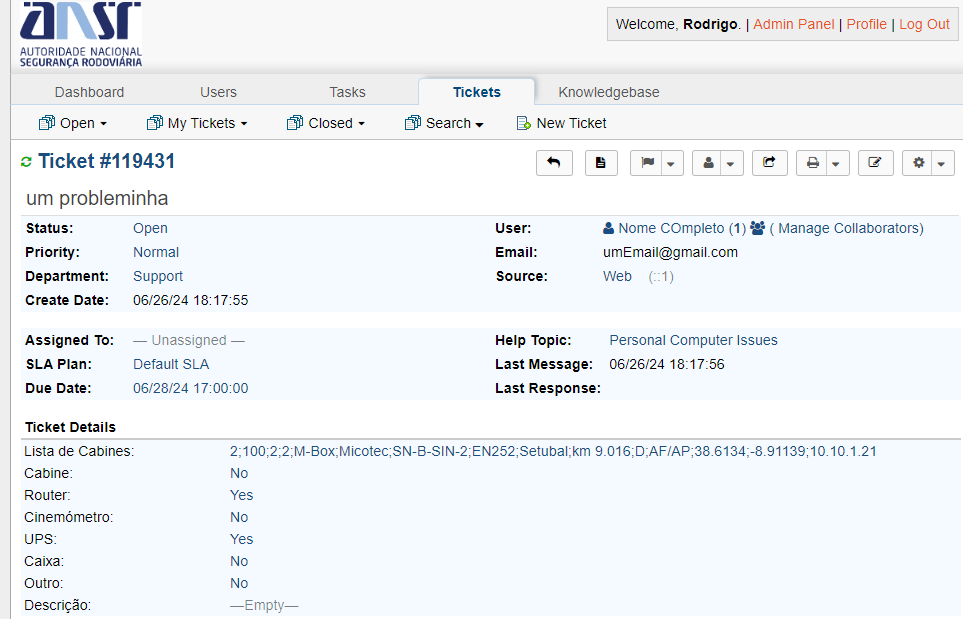 ansr
AUTORIDADE NACIONAL
SEGURANÇA RODOVIÁRIA
Welcome, Rodrigo. | Admin Panel | Profile | Log Out
Dashboard Users Tasks Tickets Knowledgebase
Open My Tickets Closed Search New Ticket
Ticket #119431
um probleminha
Status: Open User: Nome COmpleto (1) ( Manage Collaborators)
Priority: Normal Email: umEmail@gmail.com
Department: Support Source: Web (::1)
Create Date: 06/26/24 18:17:55
Assigned To: — Unassigned — Help Topic: Personal Computer Issues
SLA Plan: Default SLA Last Message: 06/26/24 18:17:56
Due Date: 06/28/24 17:00:00 Last Response:
Ticket Details
Lista de Cabines: 2;100;2;2;M-Box;Micotec;SN-B-SIN-2;EN252;Setubal;km 9.016;D;AF/AP;38.6134;-8.91139;10.10.1.21
Cabine: No
Router: Yes
Cinemómetro: No
UPS: Yes
Caixa: No
Outro: No
Descrição: —Empty—